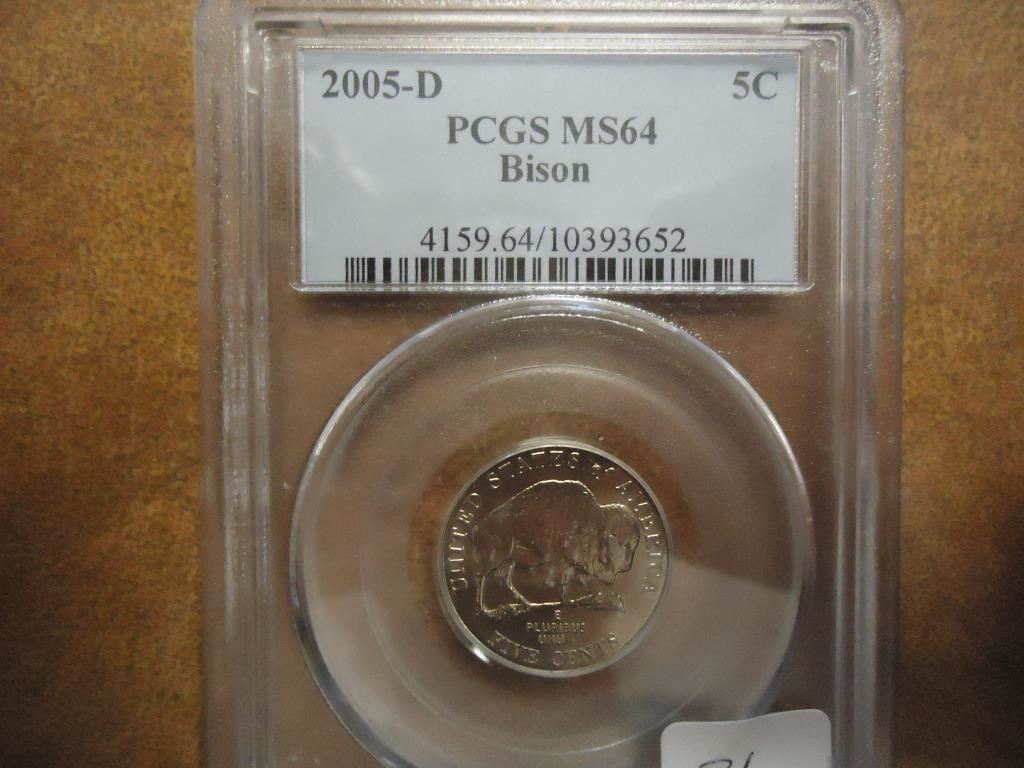 2005-D 5C
PCGS MS64
Bison
4159.64/10393652
UNITED STATES of AMERICA
E
PLURIBUS
UNUM
FIVE CENTS